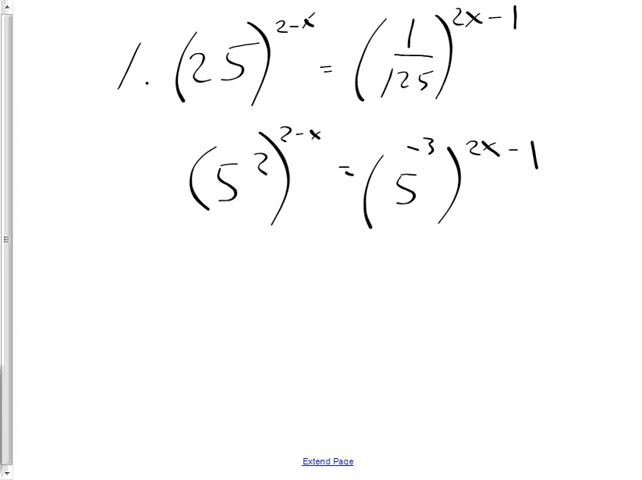 1. (25)^(2-x) = (1/125)^(2x-1)
(5^2)^(2-x) = (5^-3)^(2x-1)
Extend Page